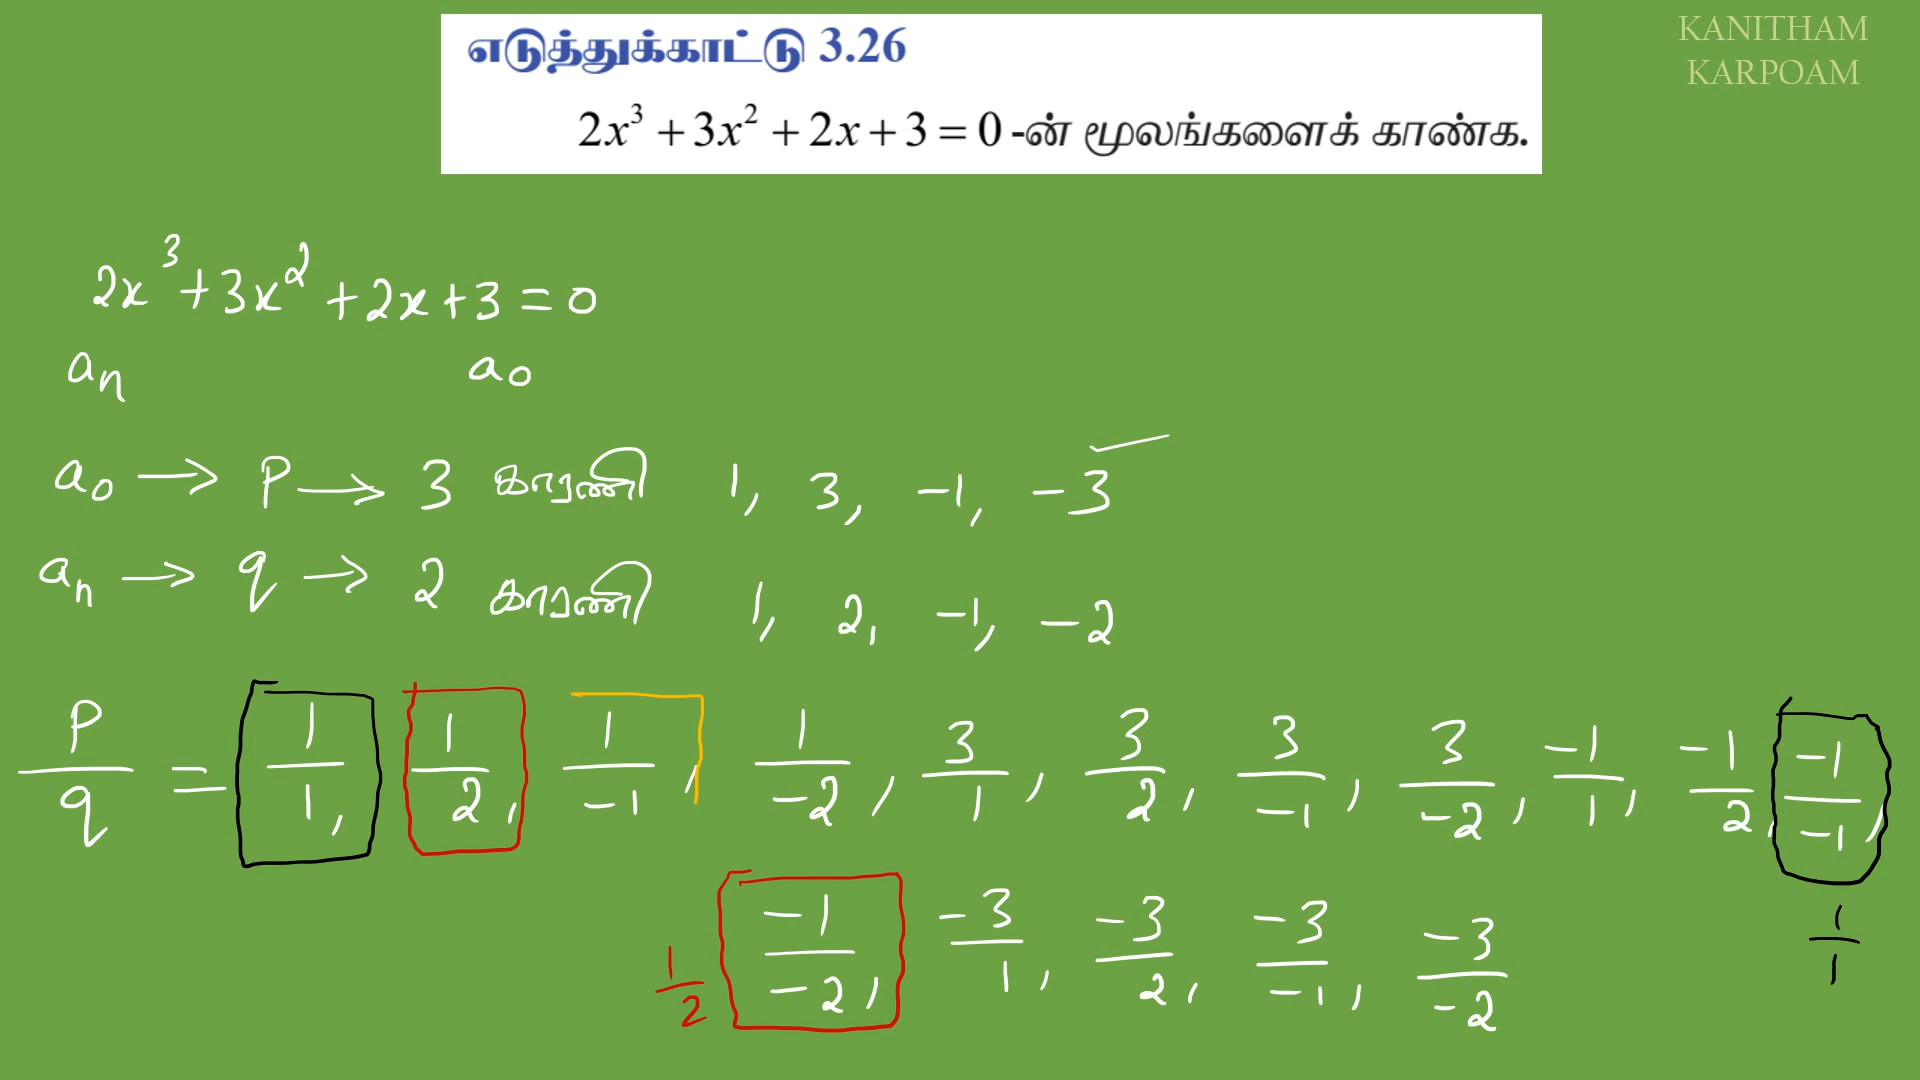 KANITHAM
KARPOAM
எடுத்துக்காட்டு 3.26
2x³ + 3x² + 2x + 3 = 0 -ன் மூலங்களைக் காண்க.
2x³ + 3x² + 2x + 3 = 0
aₙ a₀
a₀ → P → 3 காரணி 1, 3, -1, -3
aₙ → q → 2 காரணி 1, 2, -1, -2
P/q = 1/1, 1/2, 1/-1, 1/-2, 3/1, 3/2, 3/-1, 3/-2, -1/1, -1/2, -1/-1,
1/2 -1/-2, -3/1, -3/2, -3/-1, -3/-2 1/1